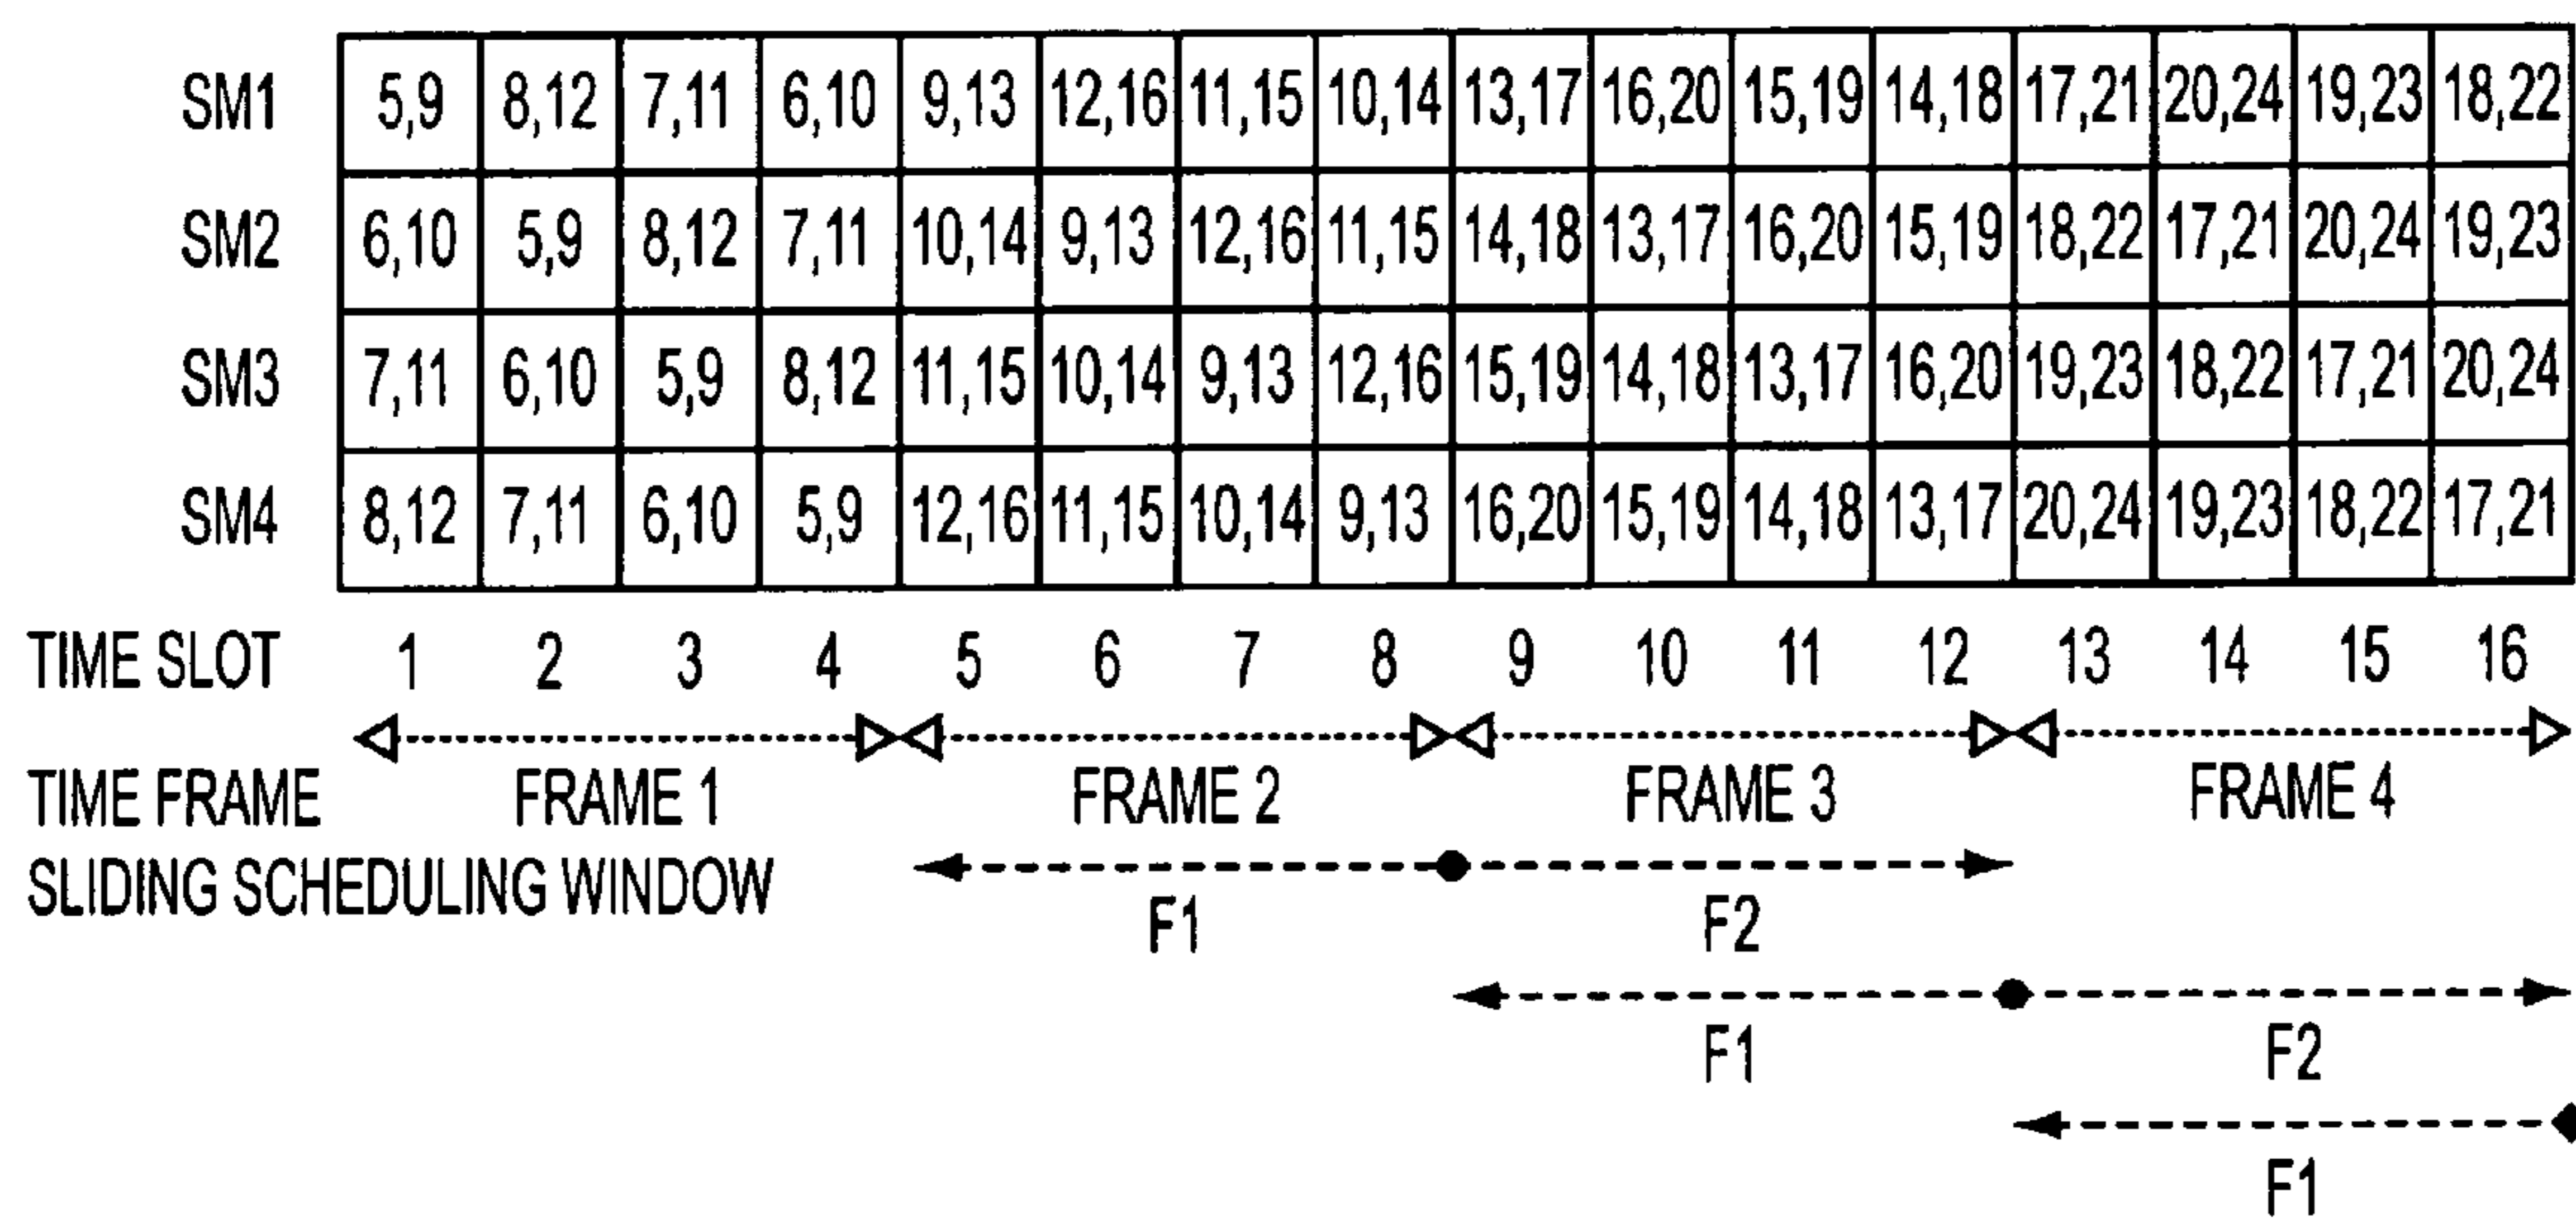 SM1 5,9 8,12 7,11 6,10 9,13 12,16 11,15 10,14 13,17 16,20 15,19 14,18 17,21 20,24 19,23 18,22
SM2 6,10 5,9 8,12 7,11 10,14 9,13 12,16 11,15 14,18 13,17 16,20 15,19 18,22 17,21 20,24 19,23
SM3 7,11 6,10 5,9 8,12 11,15 10,14 9,13 12,16 15,19 14,18 13,17 16,20 19,23 18,22 17,21 20,24
SM4 8,12 7,11 6,10 5,9 12,16 11,15 10,14 9,13 16,20 15,19 14,18 13,17 20,24 19,23 18,22 17,21
TIME SLOT 1 2 3 4 5 6 7 8 9 10 11 12 13 14 15 16
TIME FRAME FRAME 1 FRAME 2 FRAME 3 FRAME 4
SLIDING SCHEDULING WINDOW
F1 F2
F1 F2
F1